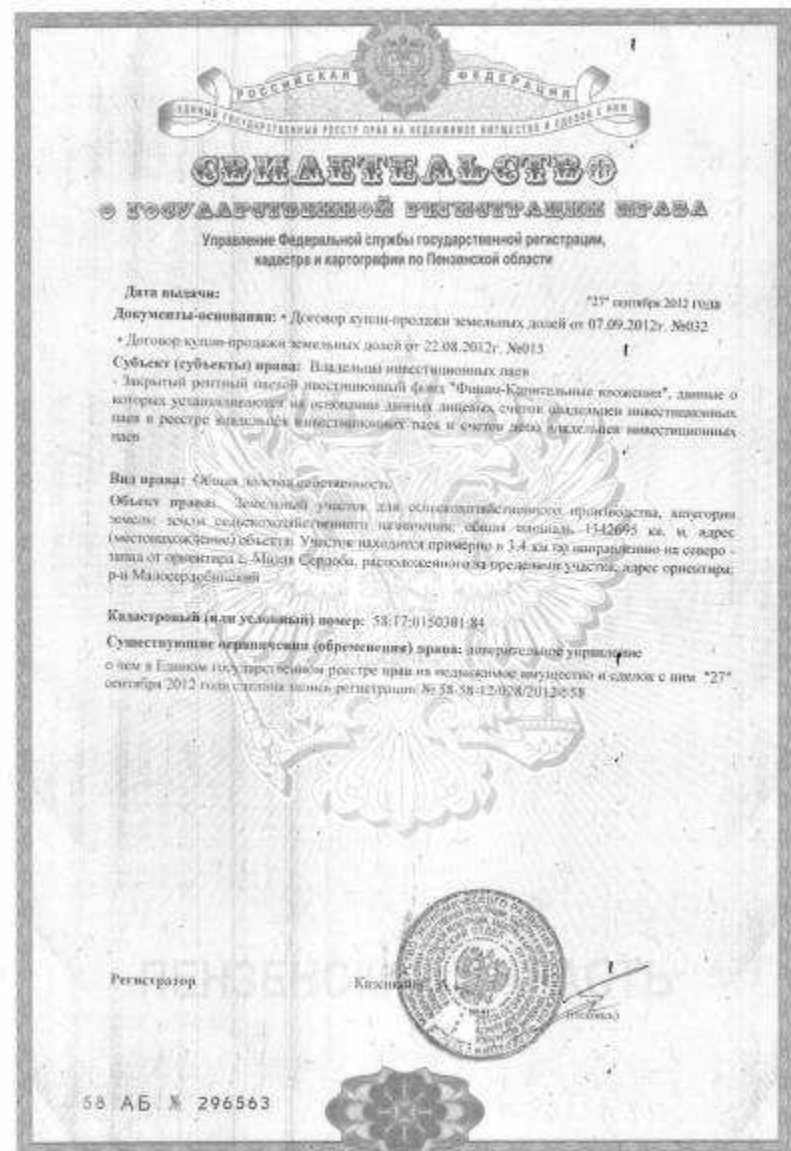 РОССИЙСКАЯ ФЕДЕРАЦИЯ
ЕДИНЫЙ ГОСУДАРСТВЕННЫЙ РЕЕСТР ПРАВ НА НЕДВИЖИМОЕ ИМУЩЕСТВО И СДЕЛОК С НИМ
СВИДЕТЕЛЬСТВО
О ГОСУДАРСТВЕННОЙ РЕГИСТРАЦИИ ПРАВА
Управление Федеральной службы государственной регистрации,
кадастра и картографии по Пензенской области
Дата выдачи: "27" сентября 2012 года
Документы-основания: • Договор купли-продажи земельных долей от 07.09.2012г. №032
• Договор купли-продажи земельных долей от 22.08.2012г. №015
Субъект (субъекты) права: Владельцы инвестиционных паев
- Закрытый рентный паевой инвестиционный фонд "Финам-Капитальные вложения", данные о
которых устанавливаются на основании данных лицевых счетов владельцев инвестиционных
паев в реестре владельцев инвестиционных паев и счетов депо владельцев инвестиционных
паев
Вид права: Общая долевая собственность
Объект права: Земельный участок для сельскохозяйственного производства, категория
земель: земли сельскохозяйственного назначения, общая площадь 1342695 кв. м, адрес
(местонахождение) объекта: Участок находится примерно в 3,4 км по направлению на северо -
запад от ориентира с. Малая Сердоба, расположенного за пределами участка, адрес ориентира:
р-н Малосердобинский
Кадастровый (или условный) номер: 58:17:0150301:84
Существующие ограничения (обременения) права: доверительное управление
о чем в Едином государственном реестре прав на недвижимое имущество и сделок с ним "27"
сентября 2012 года сделана запись регистрации №
Регистратор
(подпись)
58 АБ № 296563